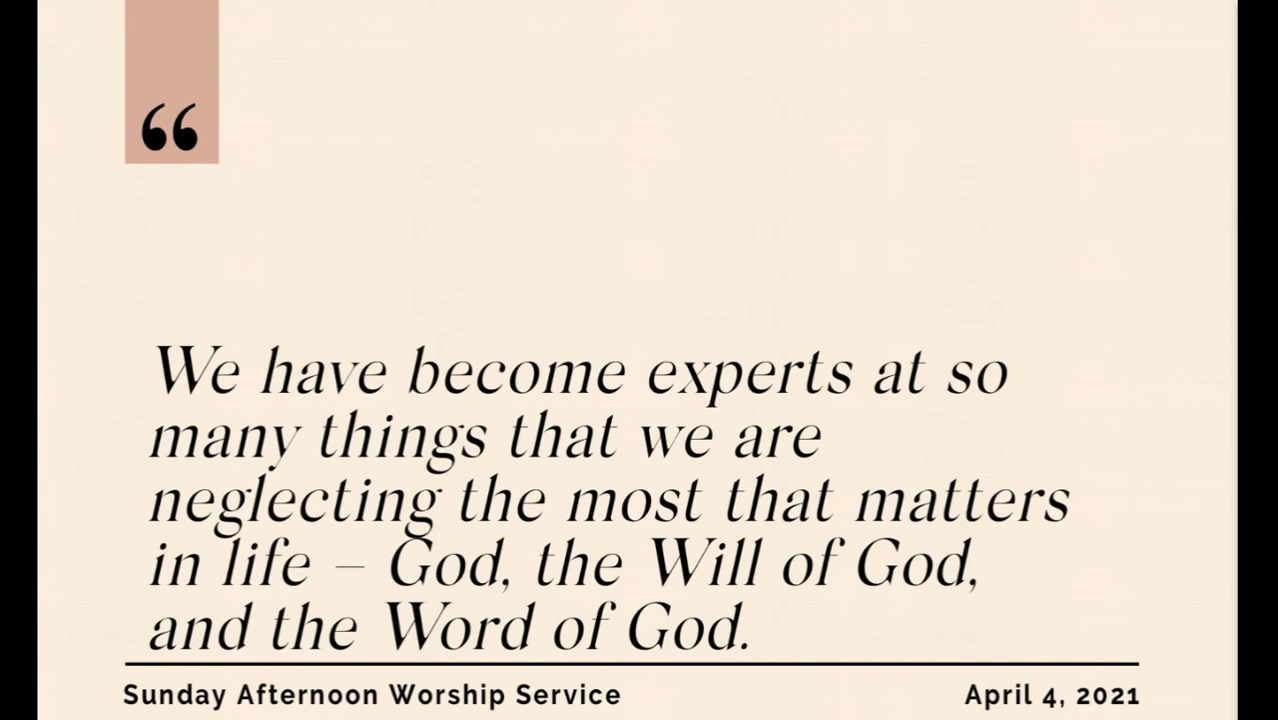 “
We have become experts at so
many things that we are
neglecting the most that matters
in life – God, the Will of God,
and the Word of God.
Sunday Afternoon Worship Service
April 4, 2021